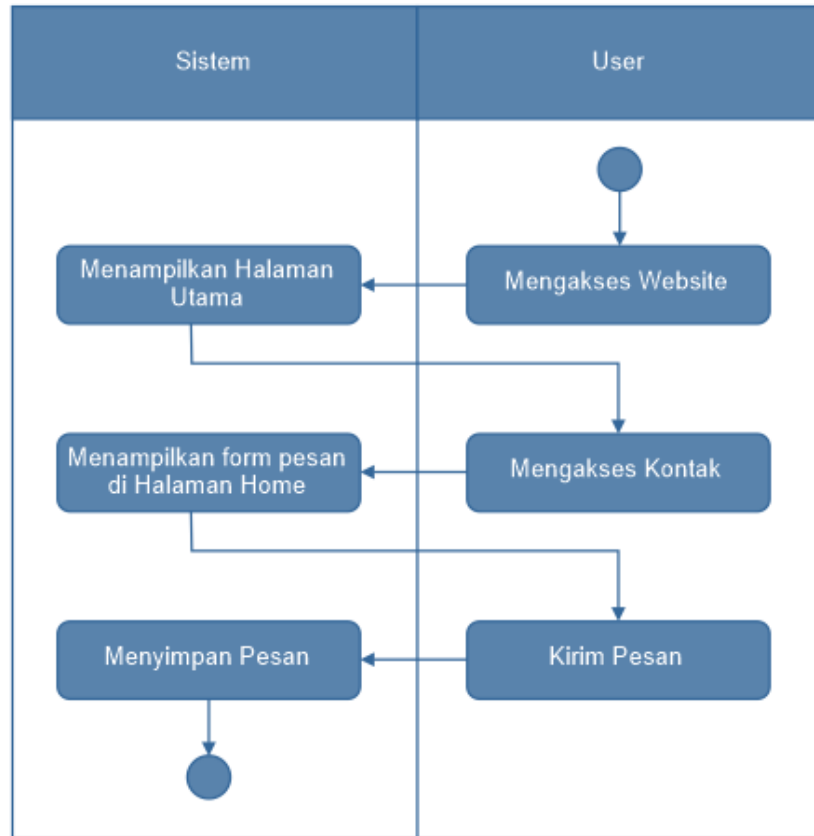 Sistem
User
Menampilkan Halaman
Utama
Mengakses Website
Menampilkan form pesan
di Halaman Home
Mengakses Kontak
Menyimpan Pesan
Kirim Pesan